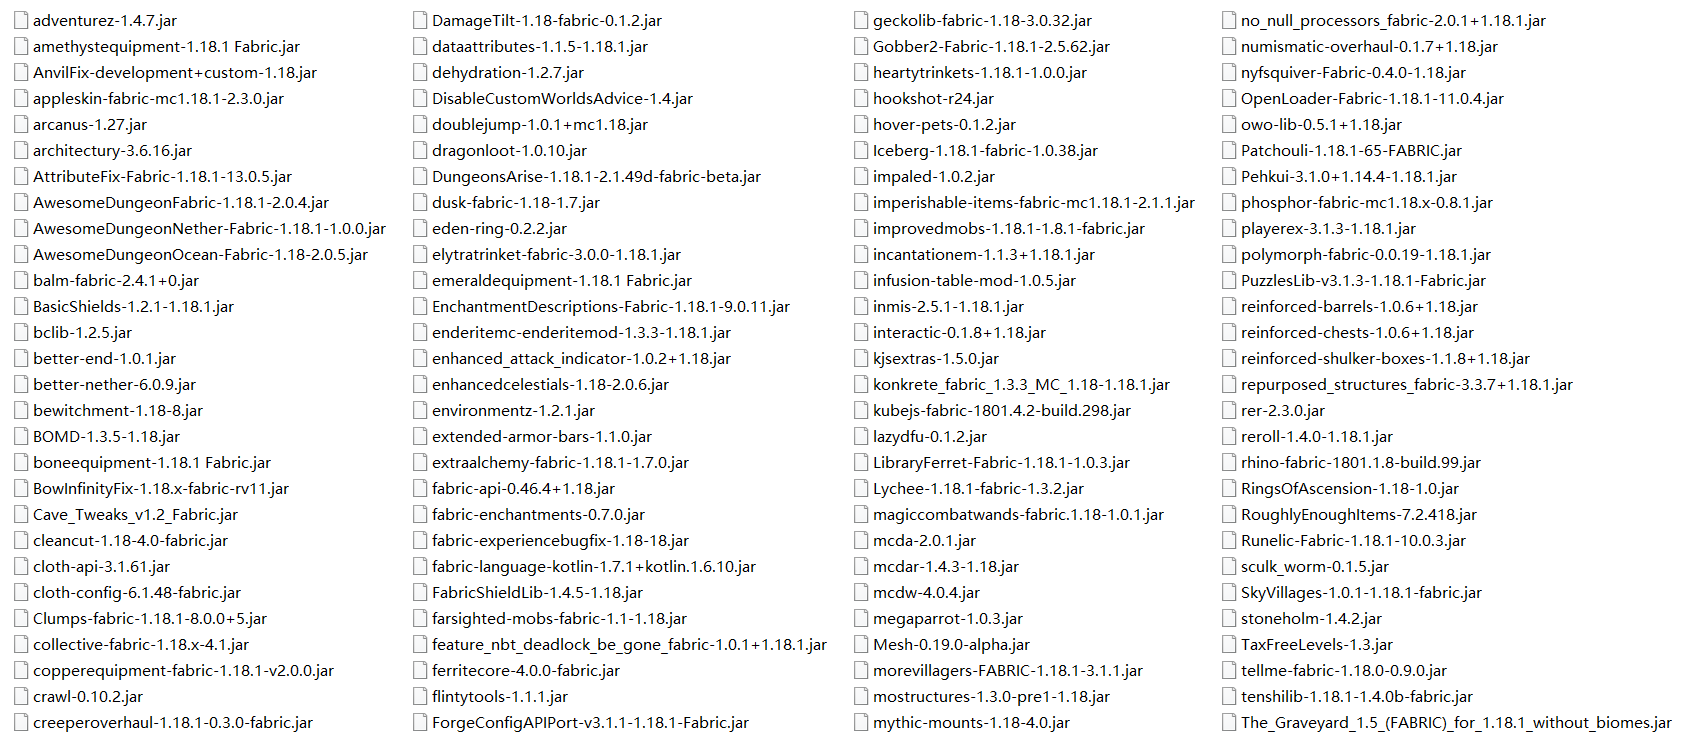 adventurez-1.4.7.jar
amethystequipment-1.18.1 Fabric.jar
AnvilFix-development+custom-1.18.jar
appleskin-fabric-mc1.18.1-2.3.0.jar
arcanus-1.27.jar
architectury-3.6.16.jar
AttributeFix-Fabric-1.18.1-13.0.5.jar
AwesomeDungeonFabric-1.18.1-2.0.4.jar
AwesomeDungeonNether-Fabric-1.18.1-1.0.0.jar
AwesomeDungeonOcean-Fabric-1.18-2.0.5.jar
balm-fabric-2.4.1+0.jar
BasicShields-1.2.1-1.18.1.jar
bclib-1.2.5.jar
better-end-1.0.1.jar
better-nether-6.0.9.jar
bewitchment-1.18-8.jar
BOMD-1.3.5-1.18.jar
boneequipment-1.18.1 Fabric.jar
BowInfinityFix-1.18.x-fabric-rv11.jar
Cave_Tweaks_v1.2_Fabric.jar
cleancut-1.18-4.0-fabric.jar
cloth-api-3.1.61.jar
cloth-config-6.1.48-fabric.jar
Clumps-fabric-1.18.1-8.0.0+5.jar
collective-fabric-1.18.x-4.1.jar
copperequipment-fabric-1.18.1-v2.0.0.jar
crawl-0.10.2.jar
creeperoverhaul-1.18.1-0.3.0-fabric.jar
DamageTilt-1.18-fabric-0.1.2.jar
dataattributes-1.1.5-1.18.1.jar
dehydration-1.2.7.jar
DisableCustomWorldsAdvice-1.4.jar
doublejump-1.0.1+mc1.18.jar
dragonloot-1.0.10.jar
DungeonsArise-1.18.1-2.1.49d-fabric-beta.jar
dusk-fabric-1.18-1.7.jar
eden-ring-0.2.2.jar
elytratrinket-fabric-3.0.0-1.18.1.jar
emeraldequipment-1.18.1 Fabric.jar
EnchantmentDescriptions-Fabric-1.18.1-9.0.11.jar
enderitemc-enderitemod-1.3.3-1.18.1.jar
enhanced_attack_indicator-1.0.2+1.18.jar
enhancedcelestials-1.18-2.0.6.jar
environmentz-1.2.1.jar
extended-armor-bars-1.1.0.jar
extraalchemy-fabric-1.18.1-1.7.0.jar
fabric-api-0.46.4+1.18.jar
fabric-enchantments-0.7.0.jar
fabric-experiencebugfix-1.18-18.jar
fabric-language-kotlin-1.7.1+kotlin.1.6.10.jar
FabricShieldLib-1.4.5-1.18.jar
farsighted-mobs-fabric-1.1-1.18.jar
feature_nbt_deadlock_be_gone_fabric-1.0.1+1.18.1.jar
ferritecore-4.0.0-fabric.jar
flintytools-1.1.1.jar
ForgeConfigAPIPort-v3.1.1-1.18.1-Fabric.jar
geckolib-fabric-1.18-3.0.32.jar
Gobber2-Fabric-1.18.1-2.5.62.jar
heartytrinkets-1.18.1-1.0.0.jar
hookshot-r24.jar
hover-pets-0.1.2.jar
Iceberg-1.18.1-fabric-1.0.38.jar
impaled-1.0.2.jar
imperishable-items-fabric-mc1.18.1-2.1.1.jar
improvedmobs-1.18.1-1.8.1-fabric.jar
incantationem-1.1.3+1.18.1.jar
infusion-table-mod-1.0.5.jar
inmis-2.5.1-1.18.1.jar
interactic-0.1.8+1.18.jar
kjsextras-1.5.0.jar
konkrete_fabric_1.3.3_MC_1.18-1.18.1.jar
kubejs-fabric-1801.4.2-build.298.jar
lazydfu-0.1.2.jar
LibraryFerret-Fabric-1.18.1-1.0.3.jar
Lychee-1.18.1-fabric-1.3.2.jar
magiccombatwands-fabric.1.18-1.0.1.jar
mcda-2.0.1.jar
mcdar-1.4.3-1.18.jar
mcdw-4.0.4.jar
megaparrot-1.0.3.jar
Mesh-0.19.0-alpha.jar
morevillagers-FABRIC-1.18.1-3.1.1.jar
mostructures-1.3.0-pre1-1.18.jar
mythic-mounts-1.18-4.0.jar
no_null_processors_fabric-2.0.1+1.18.1.jar
numismatic-overhaul-0.1.7+1.18.jar
nyfsquiver-Fabric-0.4.0-1.18.jar
OpenLoader-Fabric-1.18.1-11.0.4.jar
owo-lib-0.5.1+1.18.jar
Patchouli-1.18.1-65-FABRIC.jar
Pehkui-3.1.0+1.14.4-1.18.1.jar
phosphor-fabric-mc1.18.x-0.8.1.jar
playerex-3.1.3-1.18.1.jar
polymorph-fabric-0.0.19-1.18.1.jar
PuzzlesLib-v3.1.3-1.18.1-Fabric.jar
reinforced-barrels-1.0.6+1.18.jar
reinforced-chests-1.0.6+1.18.jar
reinforced-shulker-boxes-1.1.8+1.18.jar
repurposed_structures_fabric-3.3.7+1.18.1.jar
rer-2.3.0.jar
reroll-1.4.0-1.18.1.jar
rhino-fabric-1801.1.8-build.99.jar
RingsOfAscension-1.18-1.0.jar
RoughlyEnoughItems-7.2.418.jar
Runelic-Fabric-1.18.1-10.0.3.jar
sculk_worm-0.1.5.jar
SkyVillages-1.0.1-1.18.1-fabric.jar
stoneholm-1.4.2.jar
TaxFreeLevels-1.3.jar
tellme-fabric-1.18.0-0.9.0.jar
tenshilib-1.18.1-1.4.0b-fabric.jar
The_Graveyard_1.5_(FABRIC)_for_1.18.1_without_biomes.jar